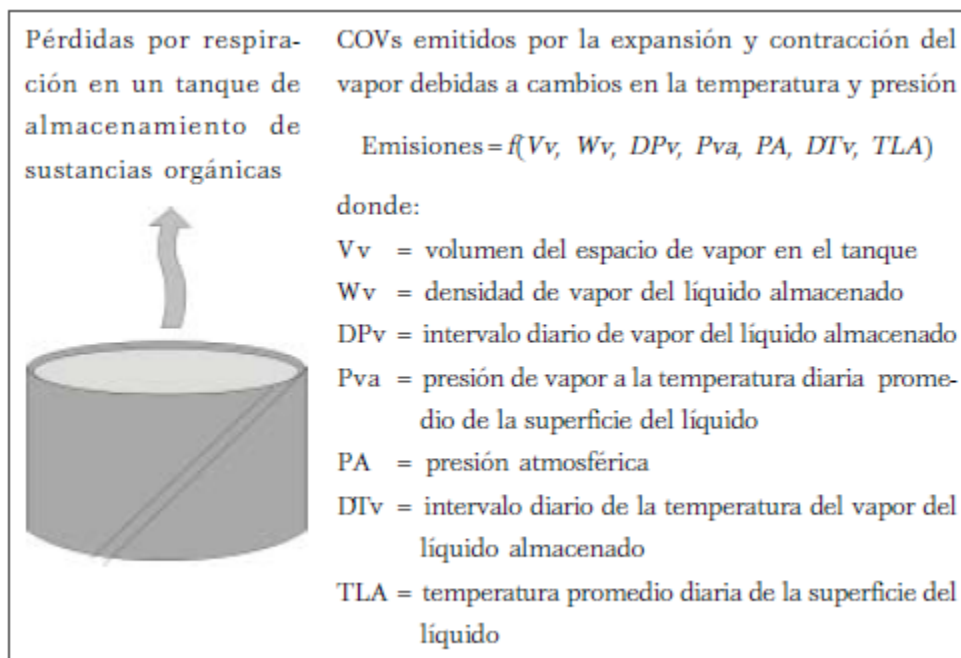 Pérdidas por respira-
ción en un tanque de
almacenamiento de
sustancias orgánicas
COVs emitidos por la expansión y contracción del
vapor debidas a cambios en la temperatura y presión
Emisiones = f(Vv, Wv, DPv, Pva, PA, DTv, TLA)
donde:
Vv = volumen del espacio de vapor en el tanque
Wv = densidad de vapor del líquido almacenado
DPv = intervalo diario de vapor del líquido almacenado
Pva = presión de vapor a la temperatura diaria prome-
dio de la superficie del líquido
PA = presión atmosférica
DTv = intervalo diario de la temperatura del vapor del
líquido almacenado
TLA = temperatura promedio diaria de la superficie del
líquido